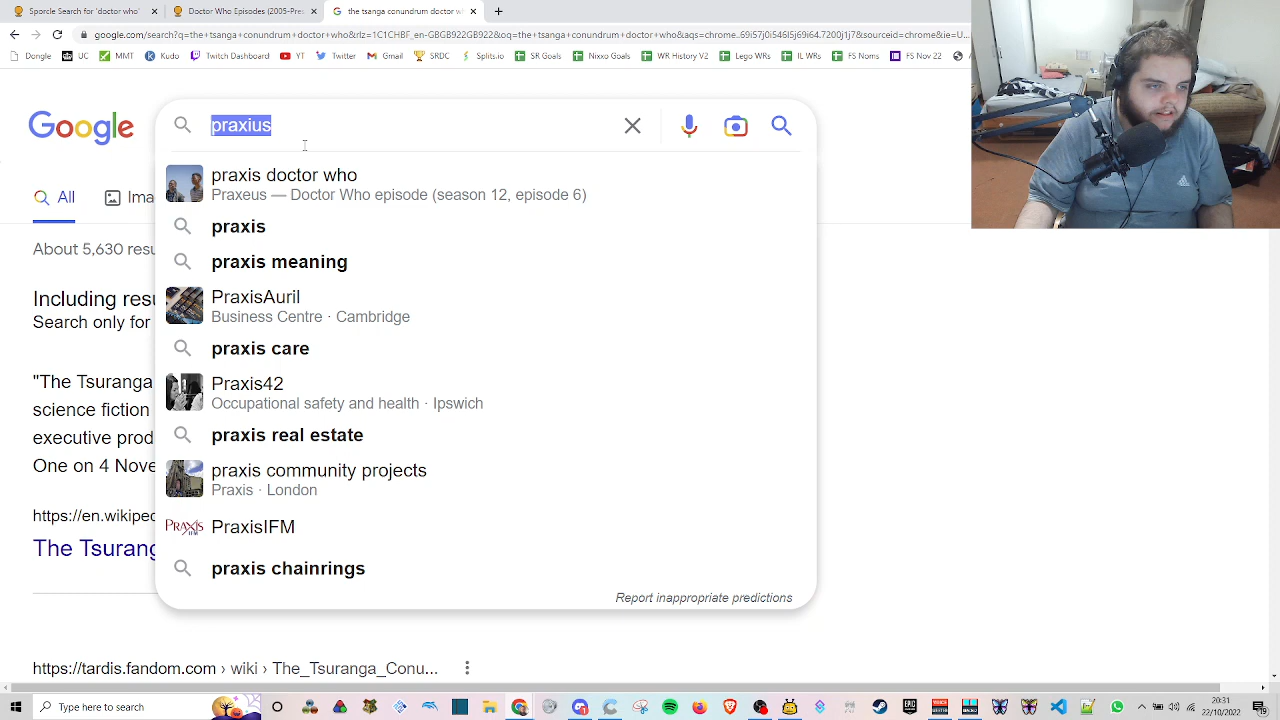 Sporcle Search for 'doctor who'
Doctor Who Episodes (2005-Pres
the tsanga conundrum doctor w
google.com/search?q=the+tsanga+conundrum+doctor+who&rlz=1C1CHBF_en-GBGB922GB922&oq=the+tsanga+conundrum+doctor+who&aqs=chrome..69i57j0i546l5j69i64.7200j1j7&sourceid=chrome&ie=U...
Dongle UC MMT Kudo Twitch Dashboard YT Twitter Gmail SRDC Splits.io SR Goals Nixxo Goals WR History V2 Lego WRs IL WRs FS Noms FS Nov 22
Google
praxius
praxis doctor who
Praxeus — Doctor Who episode (season 12, episode 6)
All Ima
praxis
About 5,630 resu
praxis meaning
PraxisAuril
Business Centre · Cambridge
Including resu
Search only for
praxis care
Praxis42
Occupational safety and health · Ipswich
"The Tsuranga
science fiction
executive prod
One on 4 Nove
praxis real estate
praxis community projects
Praxis · London
https://en.wikiped
The Tsurang
PRAXIS IFM
PraxisIFM
praxis chainrings
Report inappropriate predictions
https://tardis.fandom.com › wiki › The_Tsuranga_Conu...
Type here to search
20:31
22/10/2022